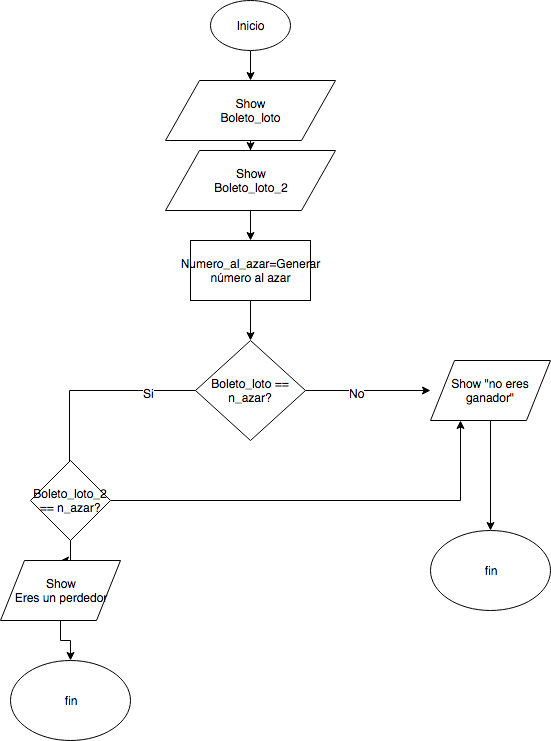 Inicio
Show
Boleto_loto
Show
Boleto_loto_2
Numero_al_azar=Generar
número al azar
Boleto_loto ==
n_azar?
Si
No
Show "no eres
ganador"
Boleto_loto_2
== n_azar?
fin
Show
Eres un perdedor
fin